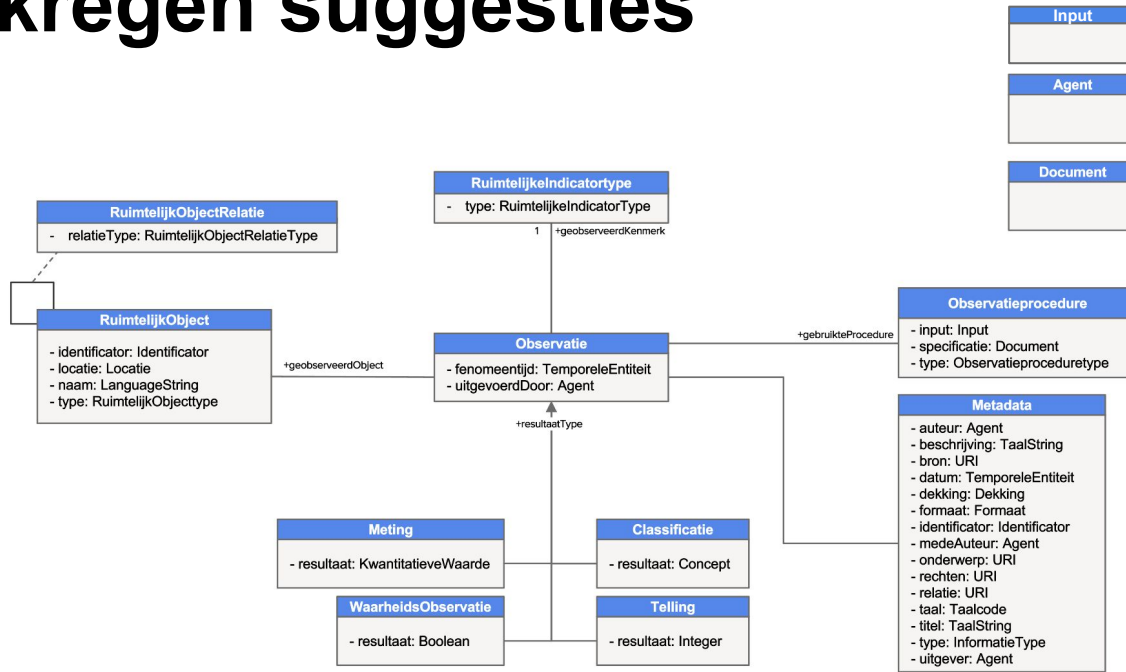 kregen suggesties
Input
Agent
Document
RuimtelijkObjectRelatie
- relatieType: RuimtelijkObjectRelatieType
RuimtelijkeIndicatortype
- type: RuimtelijkeIndicatorType
1 +geobserveerdKenmerk
RuimtelijkObject
- identificator: Identificator
- locatie: Locatie
- naam: LanguageString
- type: RuimtelijkObjecttype
+geobserveerdObject
Observatie
- fenomeentijd: TemporeleEntiteit
- uitgevoerdDoor: Agent
+resultaatType
+gebruikteProcedure
Observatieprocedure
- input: Input
- specificatie: Document
- type: Observatieproceduretype
Metadata
- auteur: Agent
- beschrijving: TaalString
- bron: URI
- datum: TemporeleEntiteit
- dekking: Dekking
- formaat: Formaat
- identificator: Identificator
- medeAuteur: Agent
- onderwerp: URI
- rechten: URI
- relatie: URI
- taal: Taalcode
- titel: TaalString
- type: InformatieType
- uitgever: Agent
Meting
- resultaat: KwantitatieveWaarde
Classificatie
- resultaat: Concept
WaarheidsObservatie
- resultaat: Boolean
Telling
- resultaat: Integer